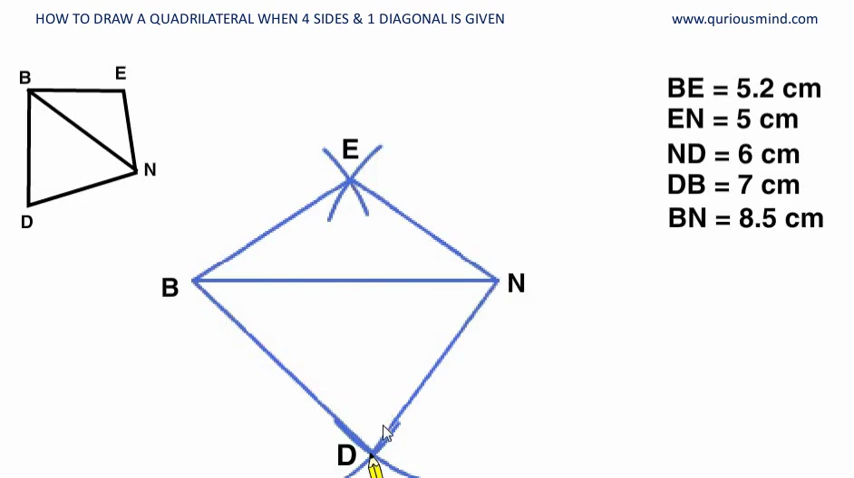 HOW TO DRAW A QUADRILATERAL WHEN 4 SIDES & 1 DIAGONAL IS GIVEN
www.quriousmind.com
B
E
N
D
BE = 5.2 cm
EN = 5 cm
ND = 6 cm
DB = 7 cm
BN = 8.5 cm
E
B
N
D